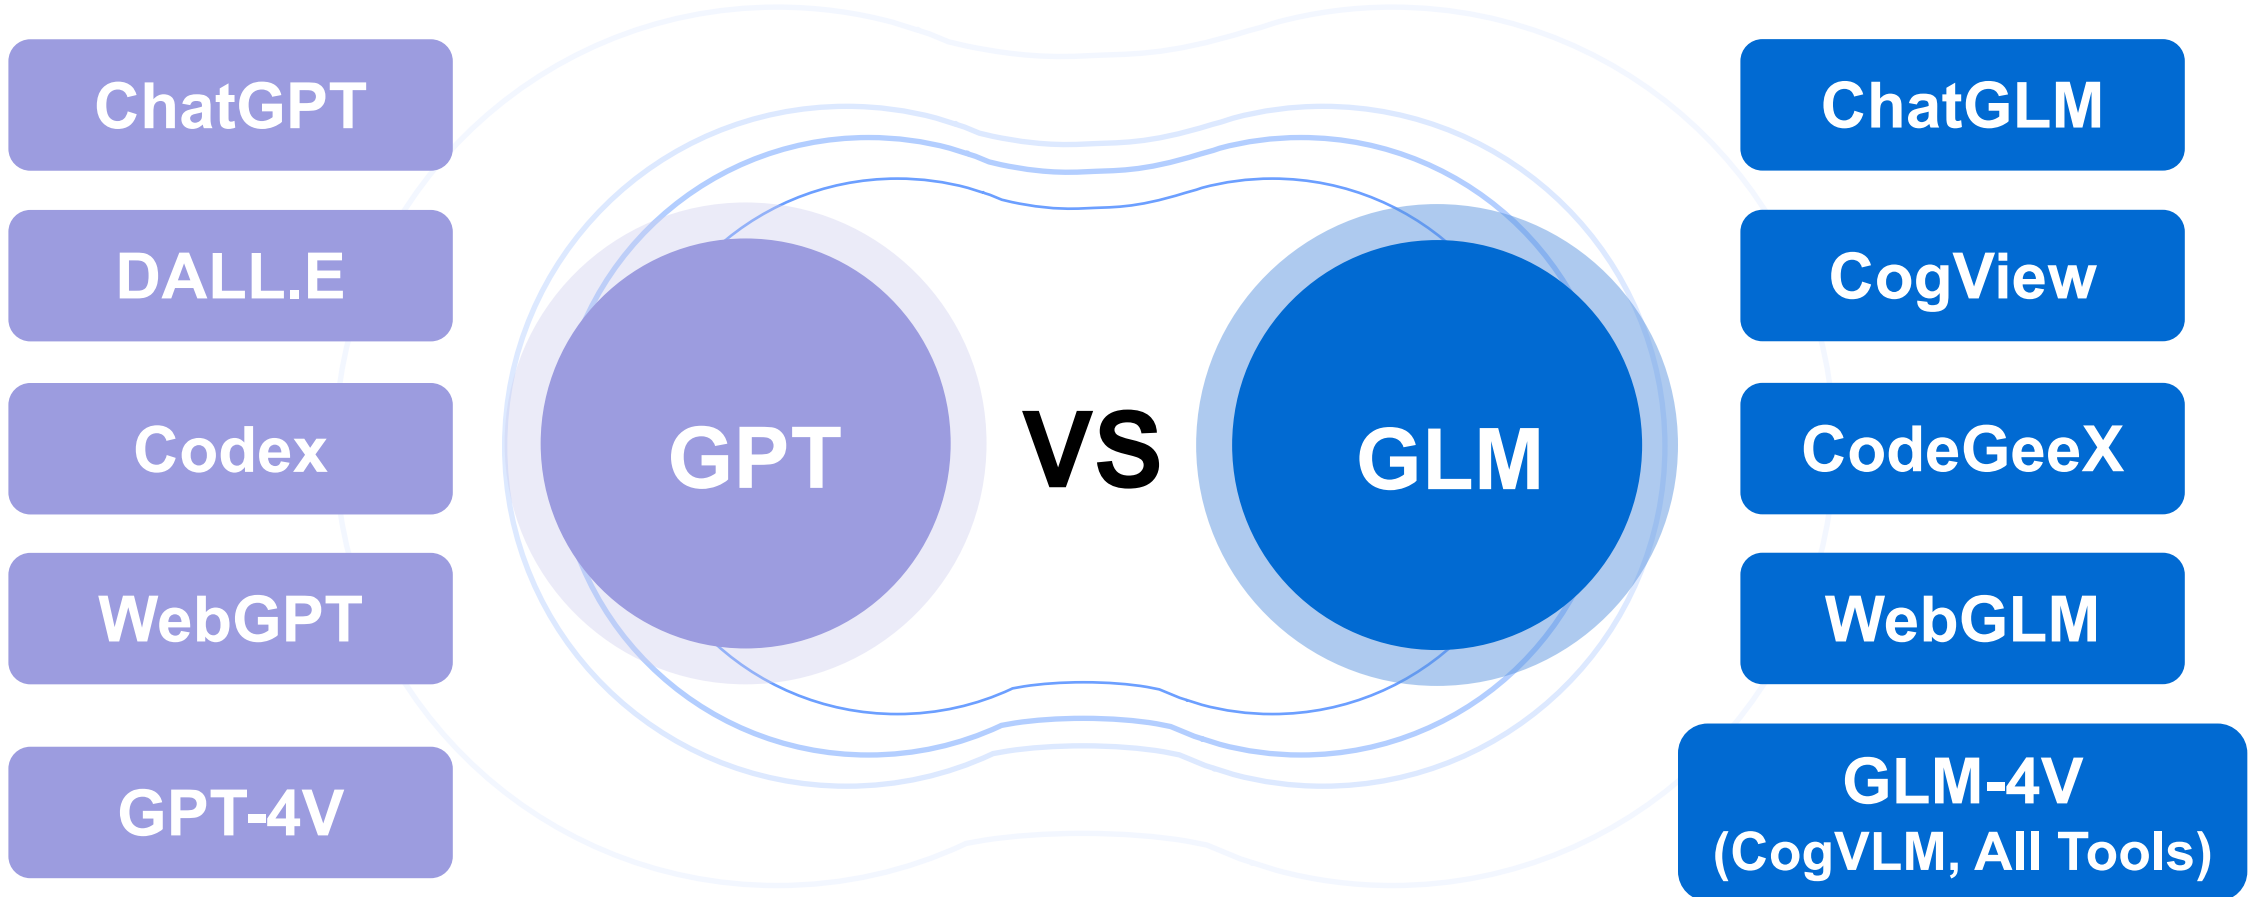 ChatGPT
DALL.E
Codex
WebGPT
GPT-4V
GPT
VS
GLM
ChatGLM
CogView
CodeGeeX
WebGLM
GLM-4V
(CogVLM, All Tools)